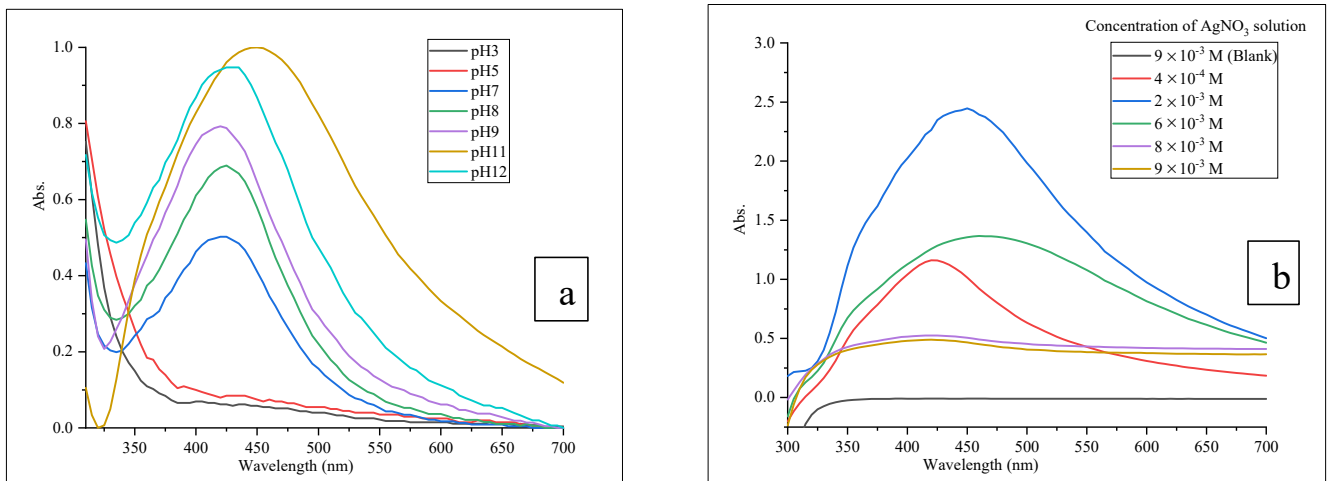 1.0
0.8
0.6
0.4
0.2
0.0
Abs.
300
350
400
450
500
550
600
650
700
Wavelength (nm)
pH3
pH5
pH7
pH8
pH9
pH11
pH12
a
Concentration of AgNO₃ solution
9 × 10⁻³ M (Blank)
4 × 10⁻⁴ M
2 × 10⁻³ M
6 × 10⁻³ M
8 × 10⁻³ M
9 × 10⁻³ M
3.0
2.5
2.0
1.5
1.0
0.5
0.0
Abs.
300
350
400
450
500
550
600
650
700
Wavelength (nm)
b